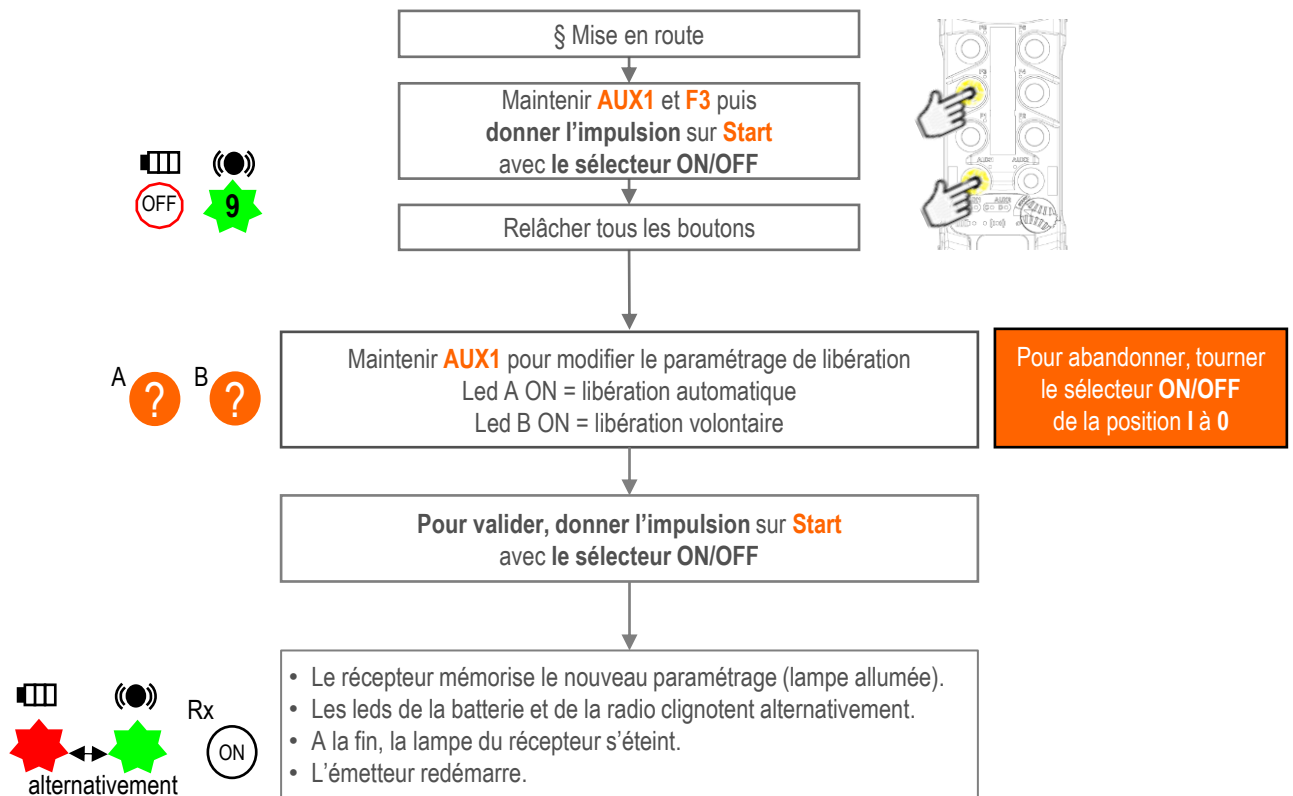 § Mise en route
Maintenir AUX1 et F3 puis
donner l’impulsion sur Start
avec le sélecteur ON/OFF
OFF
9
Relâcher tous les boutons
A
?
B
?
Maintenir AUX1 pour modifier le paramétrage de libération
Led A ON = libération automatique
Led B ON = libération volontaire
Pour abandonner, tourner
le sélecteur ON/OFF
de la position I à 0
Pour valider, donner l’impulsion sur Start
avec le sélecteur ON/OFF
• Le récepteur mémorise le nouveau paramétrage (lampe allumée).
• Les leds de la batterie et de la radio clignotent alternativement.
• A la fin, la lampe du récepteur s’éteint.
• L’émetteur redémarre.
Rx
ON
alternativement
F3
AUX1
AUX2